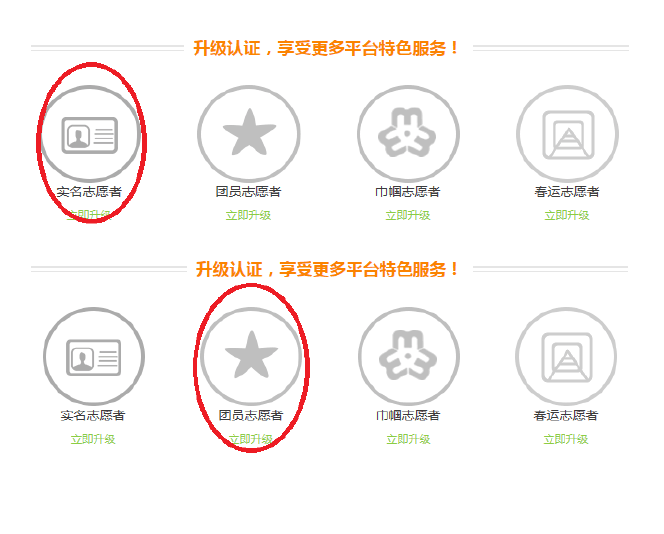 升级认证，享受更多平台特色服务！
实名志愿者 团员志愿者 巾帼志愿者 春运志愿者
立即升级 立即升级 立即升级 立即升级
升级认证，享受更多平台特色服务！
实名志愿者 团员志愿者 巾帼志愿者 春运志愿者
立即升级 立即升级 立即升级 立即升级